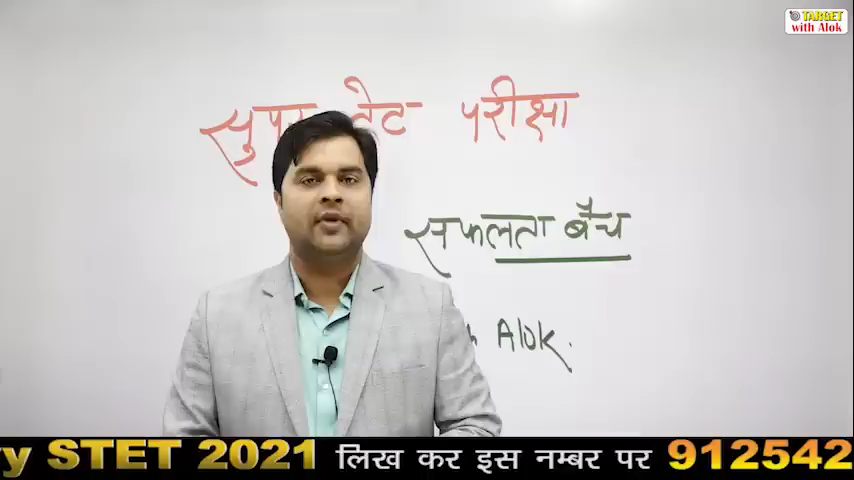 TARGET
with Alok
टेट परीक्षा
सफलता बैच
Alok.
STET 2021 लिख कर इस नम्बर पर 912542